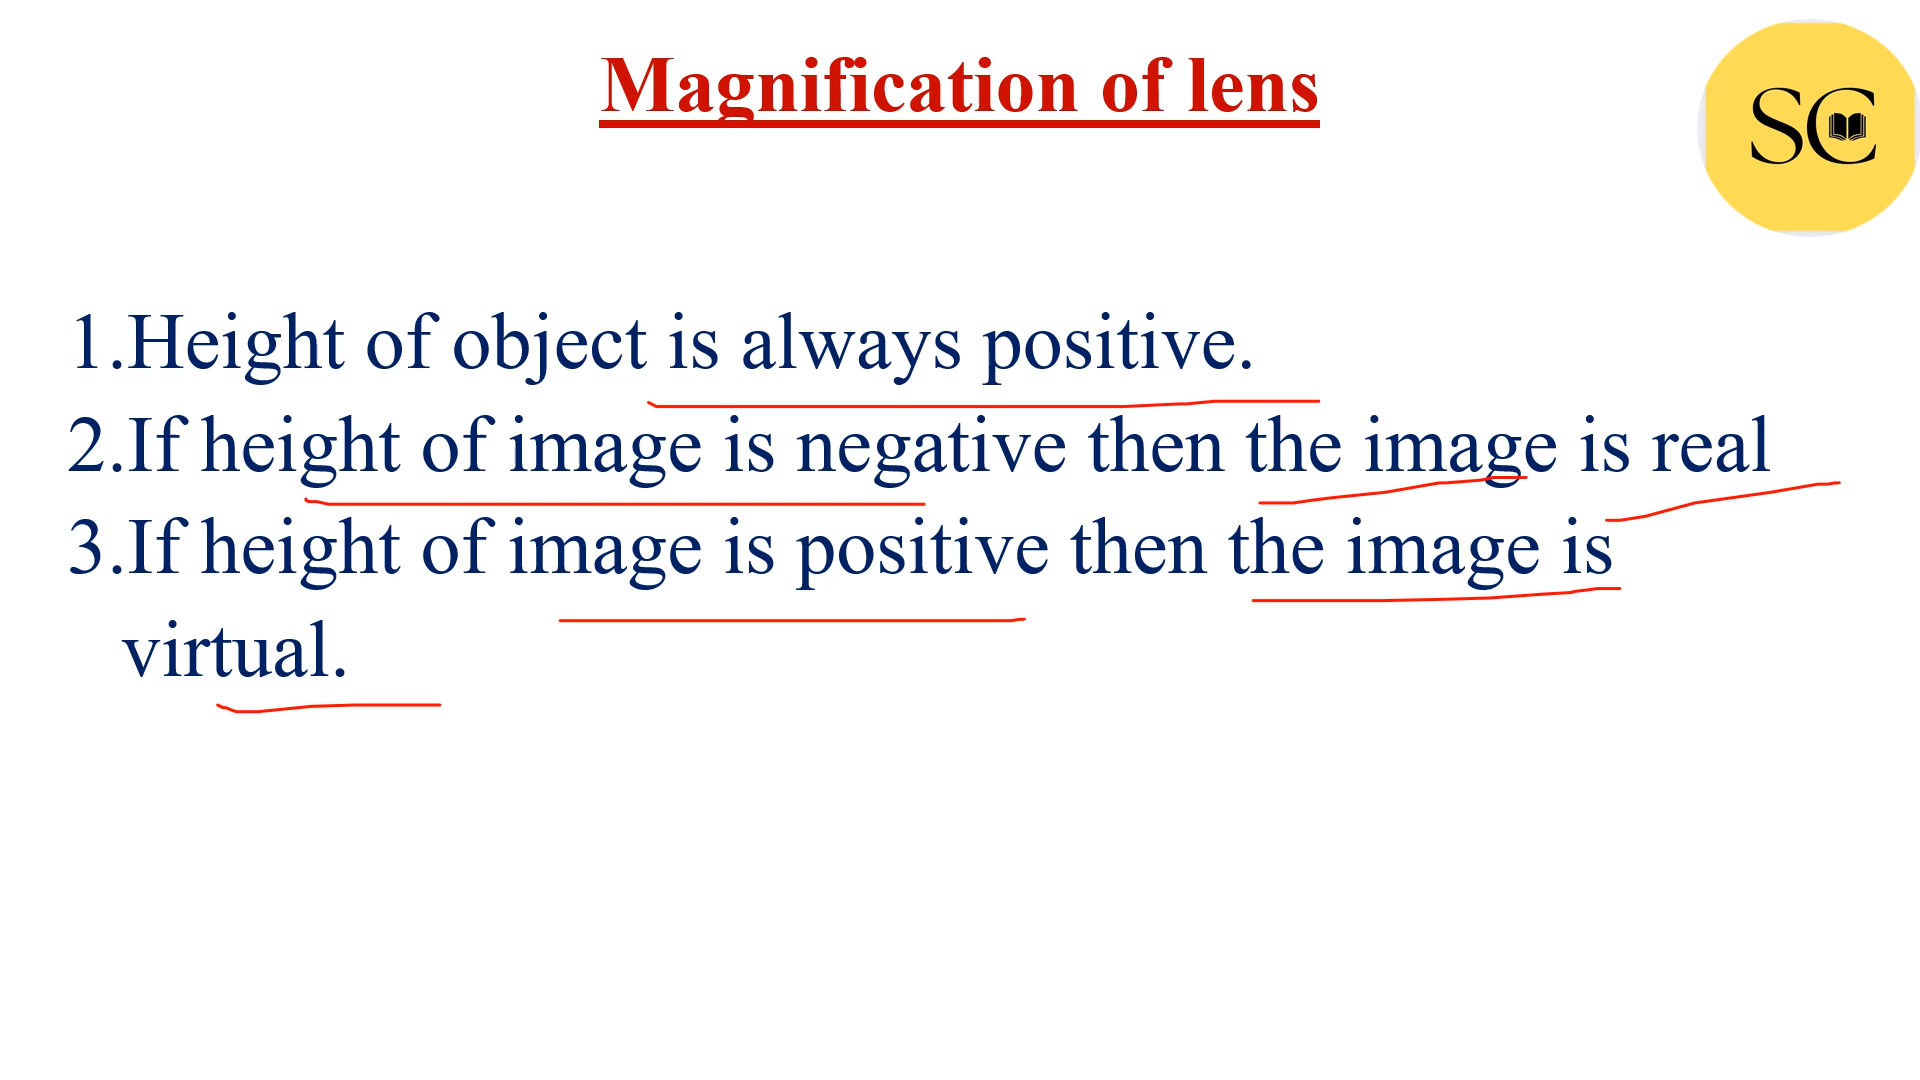 Magnification of lens
SC
1.Height of object is always positive.
2.If height of image is negative then the image is real
3.If height of image is positive then the image is
virtual.